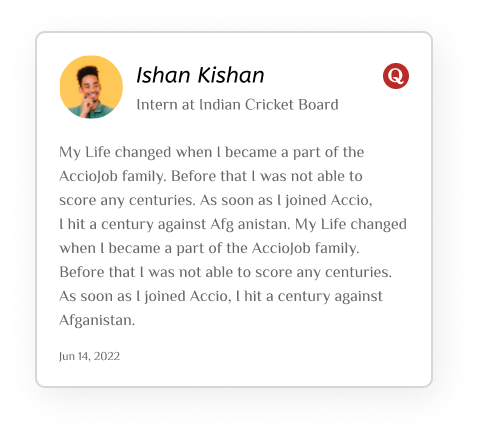 Ishan Kishan
Q
Intern at Indian Cricket Board
My Life changed when I became a part of the
AccioJob family. Before that I was not able to
score any centuries. As soon as I joined Accio,
I hit a century against Afg anistan. My Life changed
when I became a part of the AccioJob family.
Before that I was not able to score any centuries.
As soon as I joined Accio, I hit a century against
Afganistan.
Jun 14, 2022